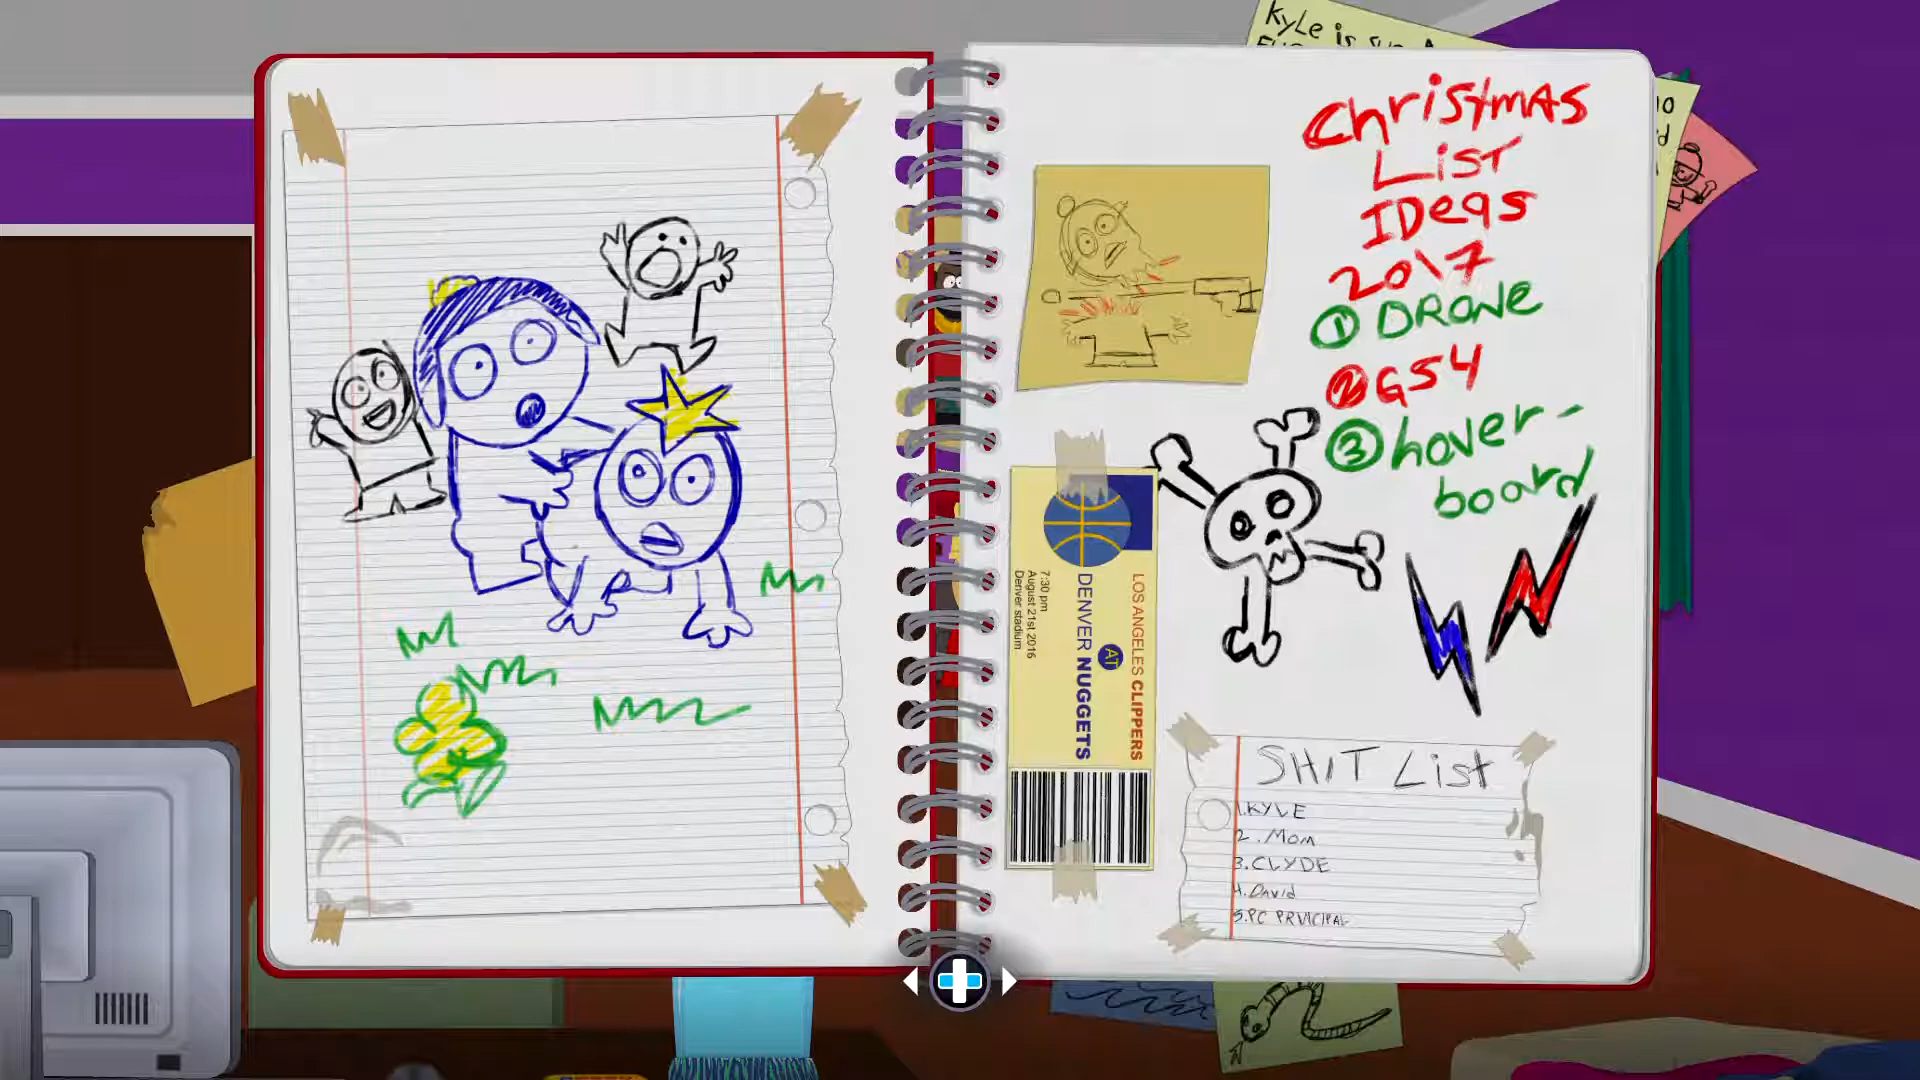 KYLe is
Christmas
List
IDeas
2017
① DRONe
② GS4
③ hover-
board
LOS ANGELES CLIPPERS
AT
DENVER NUGGETS
7:30 pm
August 21st 2016
Denver stadium
SHIT List
1. KYLE
2. Mom
3. CLYDE
4. David
5. PC PRVICIPAL